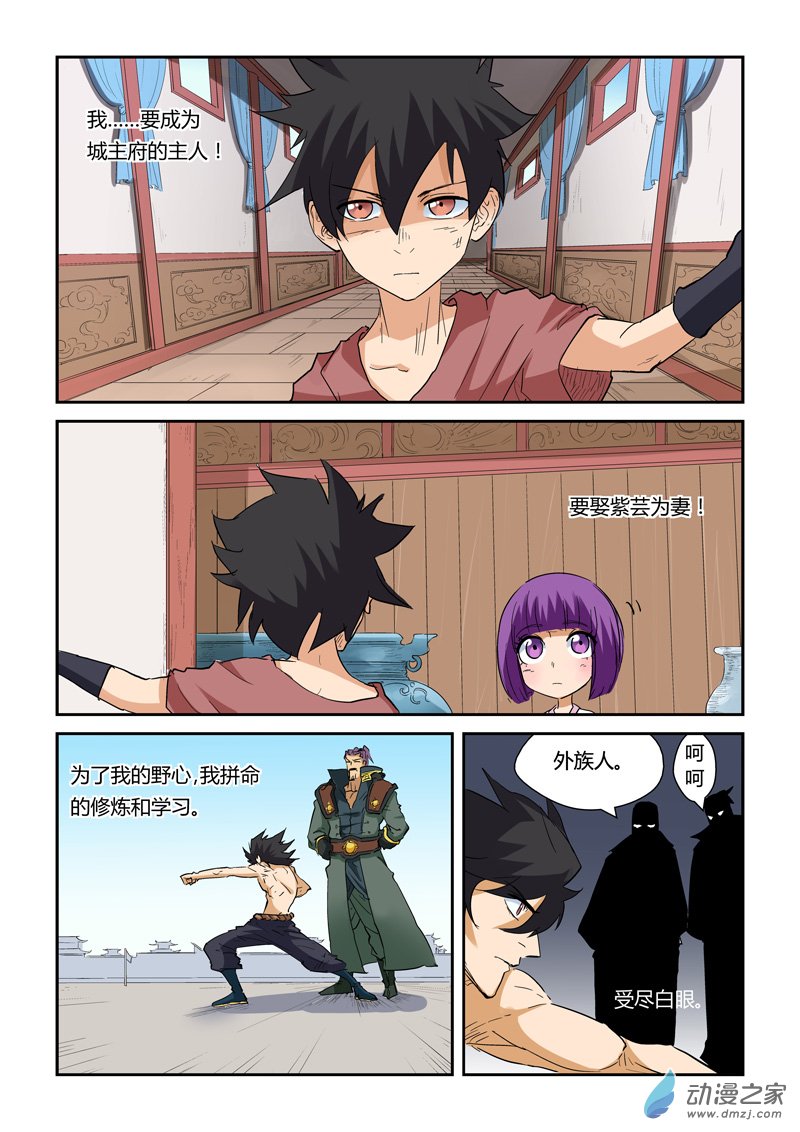 我……要成为
城主府的主人！
要娶紫芸为妻！
为了我的野心，我拼命
的修炼和学习。
外族人。
呵
呵
受尽白眼。
动漫之家
www.dmzj.com